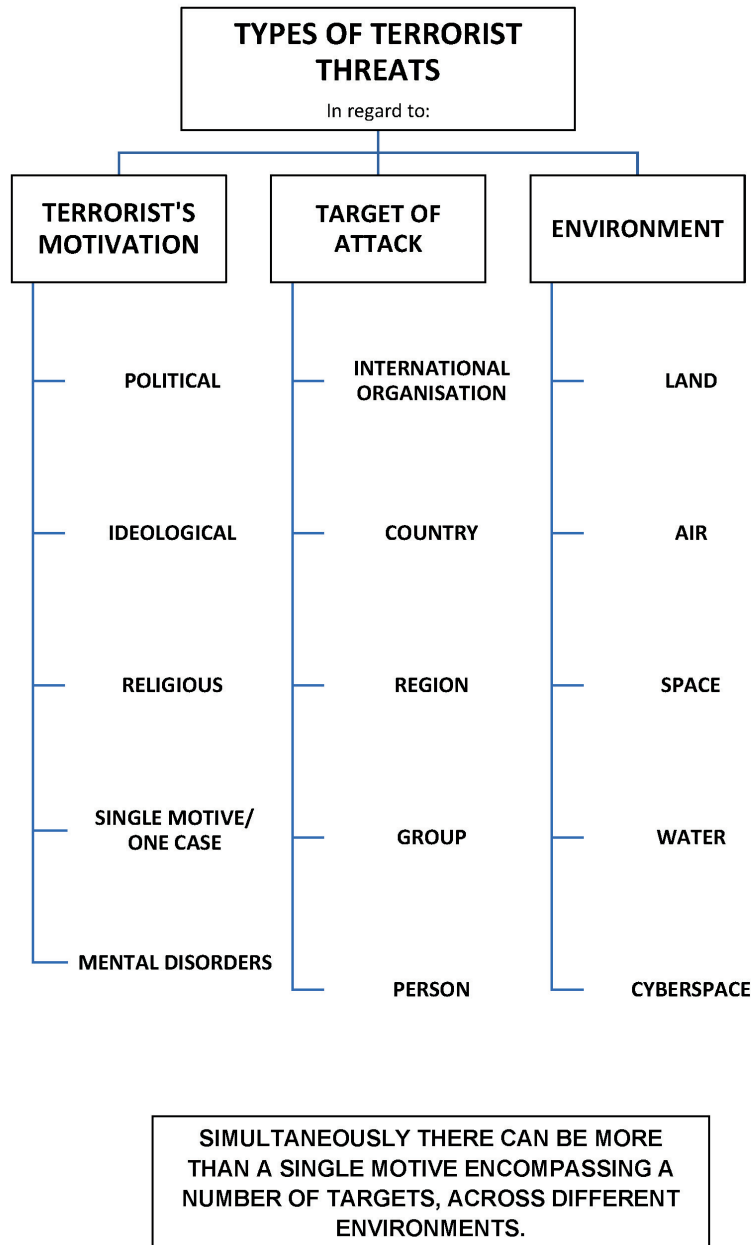 TYPES OF TERRORIST
THREATS
In regard to:
TERRORIST'S
MOTIVATION
POLITICAL
IDEOLOGICAL
RELIGIOUS
SINGLE MOTIVE/
ONE CASE
MENTAL DISORDERS
TARGET OF
ATTACK
INTERNATIONAL
ORGANISATION
COUNTRY
REGION
GROUP
PERSON
ENVIRONMENT
LAND
AIR
SPACE
WATER
CYBERSPACE
SIMULTANEOUSLY THERE CAN BE MORE
THAN A SINGLE MOTIVE ENCOMPASSING A
NUMBER OF TARGETS, ACROSS DIFFERENT
ENVIRONMENTS.